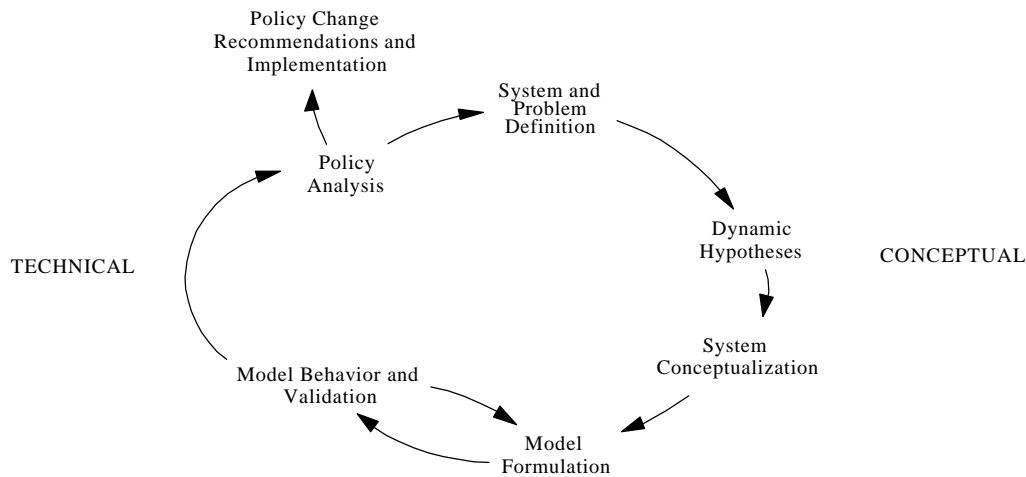 Policy Change
Recommendations and
Implementation
System and
Problem
Definition
Policy
Analysis
Dynamic
Hypotheses
TECHNICAL
CONCEPTUAL
System
Conceptualization
Model Behavior and
Validation
Model
Formulation